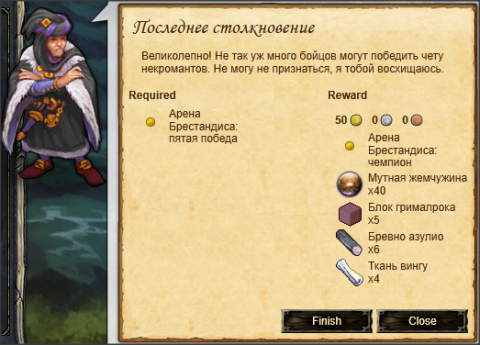 Последнее столкновение
Великолепно! Не так уж много бойцов могут победить чету
некромантов. Не могу не признаться, я тобой восхищаюсь.
Required
Арена
Брестандиса:
пятая победа
Reward
50 0 0
Арена
Брестандиса:
чемпион
Мутная жемчужина
x40
Блок грималрока
x5
Бревно азулио
x6
Ткань вингу
x4
Finish
Close